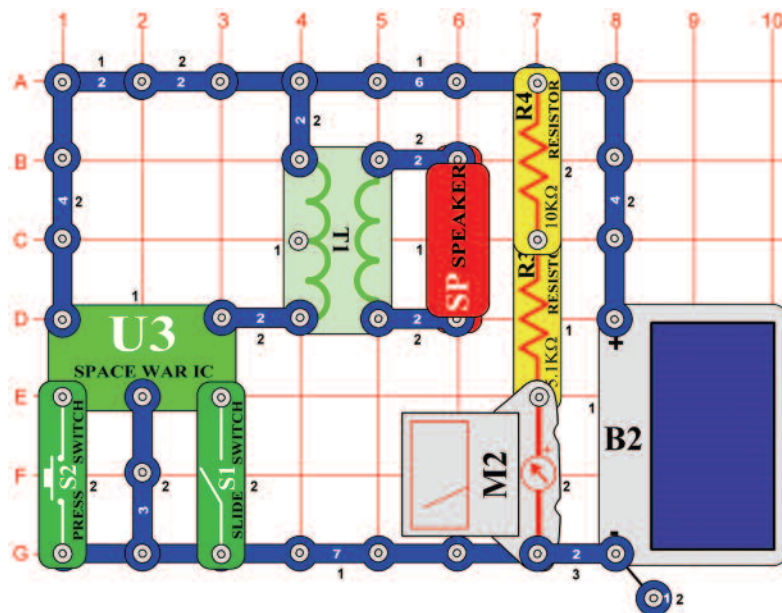 1 2 3 4 5 6 7 8 9 10
A
B
C
D
E
F
G
1 2 1
2 2 6
2 2
2
2
R4
RESISTOR
10KΩ
2
4 2
4 2
1
T1
1
SP SPEAKER
R3
RESISTOR
5.1KΩ
1
1
U3
SPACE WAR IC
2
2
2
2
+
B2
-
1
S2
PRESS SWITCH
2
3
2
S1
SLIDE SWITCH
2
M2
+
2
7
1
2
3
1 2